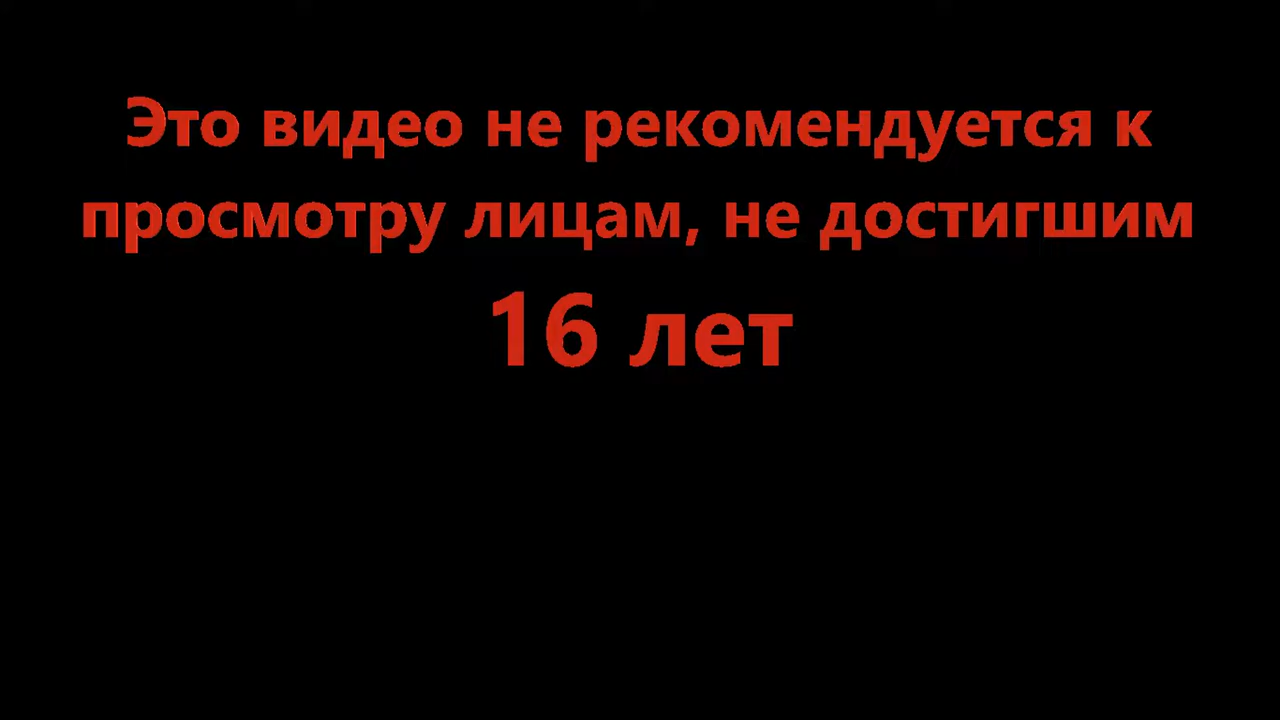 Это видео не рекомендуется к
просмотру лицам, не достигшим
16 лет